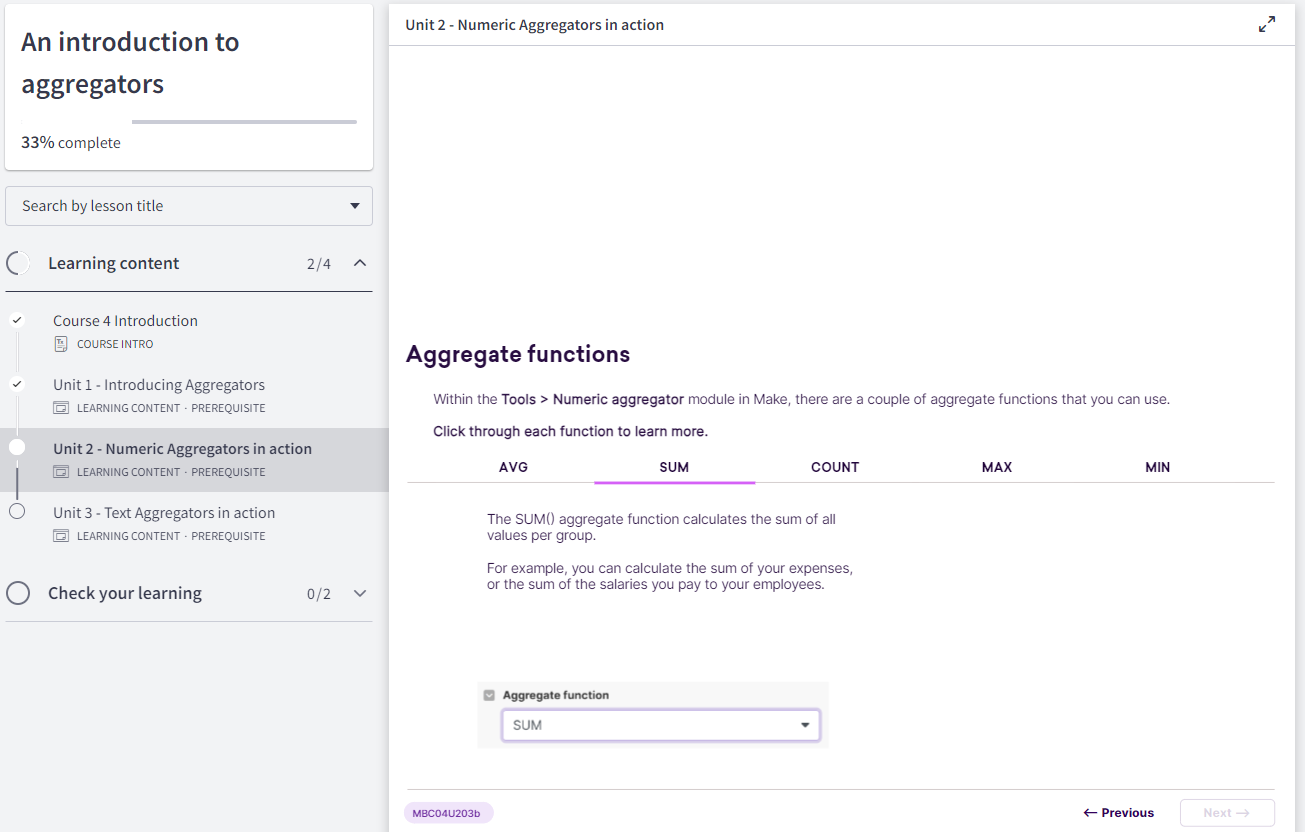 An introduction to
aggregators
33% complete
Search by lesson title
Learning content 2/4
Course 4 Introduction
COURSE INTRO
Unit 1 - Introducing Aggregators
LEARNING CONTENT · PREREQUISITE
Unit 2 - Numeric Aggregators in action
LEARNING CONTENT · PREREQUISITE
Unit 3 - Text Aggregators in action
LEARNING CONTENT · PREREQUISITE
Check your learning 0/2
Unit 2 - Numeric Aggregators in action
Aggregate functions
Within the Tools > Numeric aggregator module in Make, there are a couple of aggregate functions that you can use.
Click through each function to learn more.
AVG SUM COUNT MAX MIN
The SUM() aggregate function calculates the sum of all
values per group.
For example, you can calculate the sum of your expenses,
or the sum of the salaries you pay to your employees.
Aggregate function
SUM
MBC04U203b
← Previous Next →